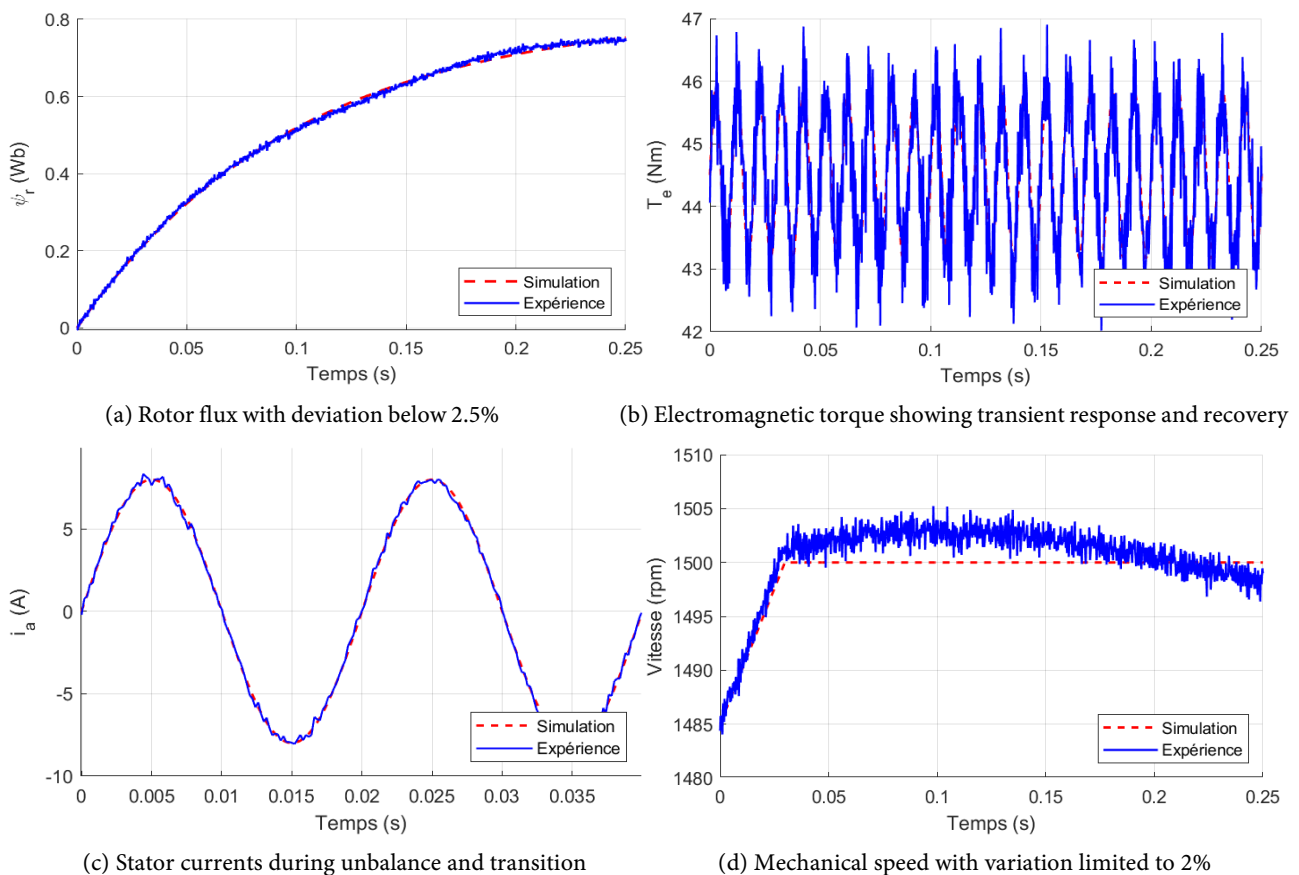 0.8
0.6
0.4
0.2
0
ψ_r (Wb)
0 0.05 0.1 0.15 0.2 0.25
Temps (s)
Simulation
Expérience
(a) Rotor flux with deviation below 2.5%
47
46
45
44
43
42
T_e (Nm)
0 0.05 0.1 0.15 0.2 0.25
Temps (s)
Simulation
Expérience
(b) Electromagnetic torque showing transient response and recovery
5
0
-5
-10
i_a (A)
0 0.005 0.01 0.015 0.02 0.025 0.03 0.035
Temps (s)
Simulation
Expérience
(c) Stator currents during unbalance and transition
1510
1505
1500
1495
1490
1485
1480
Vitesse (rpm)
0 0.05 0.1 0.15 0.2 0.25
Temps (s)
Simulation
Expérience
(d) Mechanical speed with variation limited to 2%